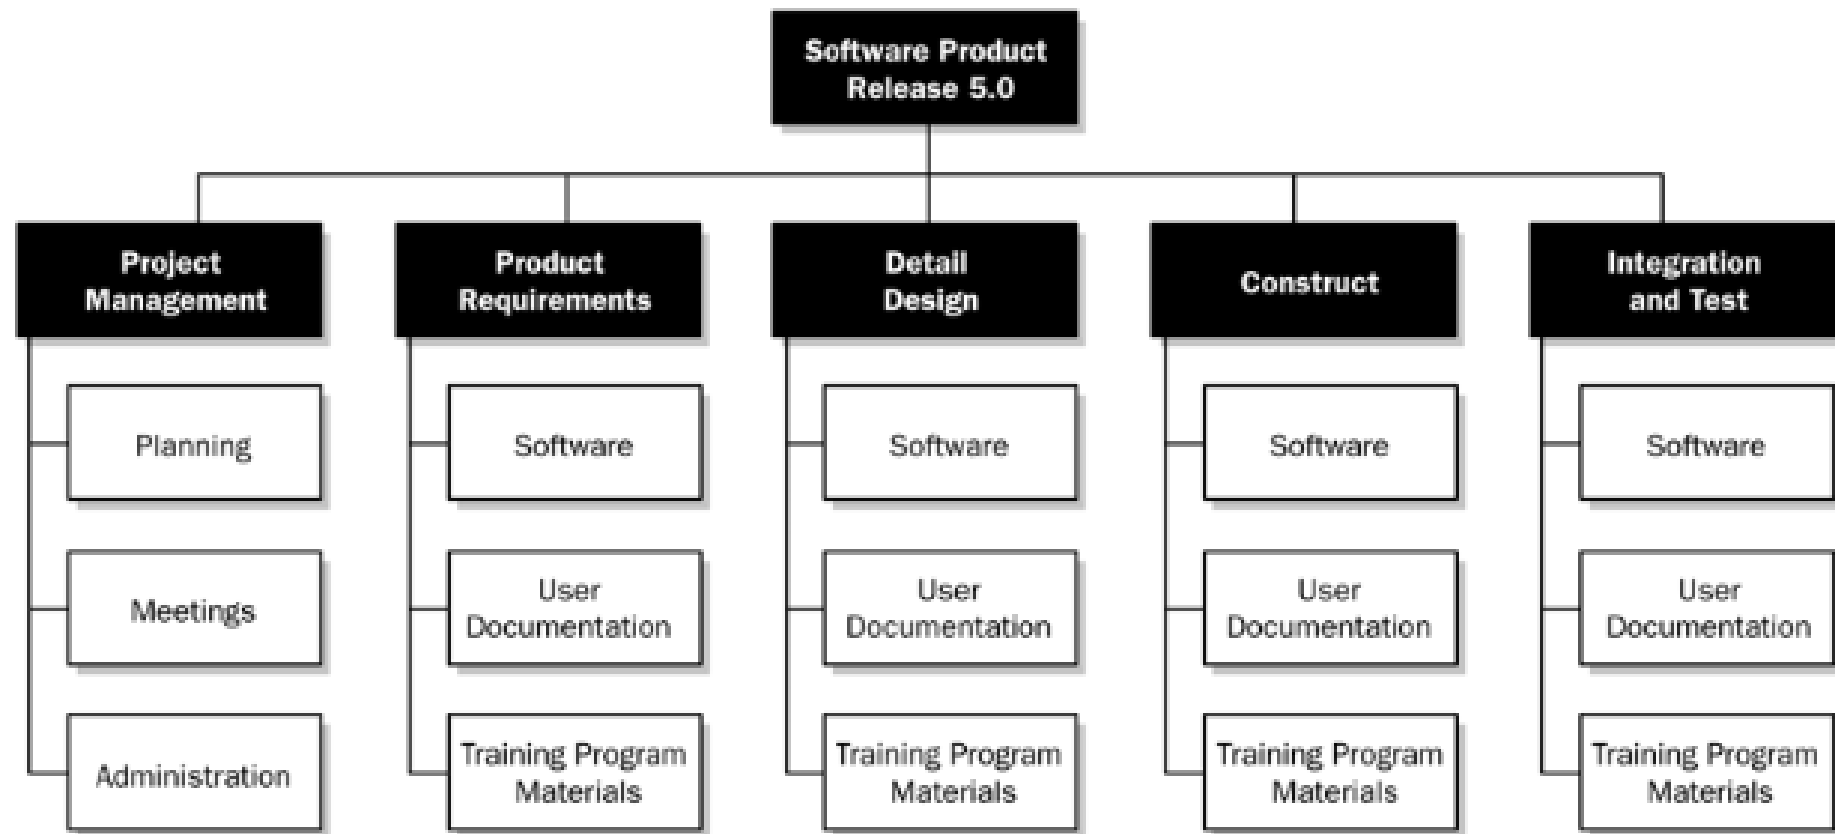 Software Product
Release 5.0
Project
Management
Product
Requirements
Detail
Design
Construct
Integration
and Test
Planning
Software
Software
Software
Software
Meetings
User
Documentation
User
Documentation
User
Documentation
User
Documentation
Administration
Training Program
Materials
Training Program
Materials
Training Program
Materials
Training Program
Materials